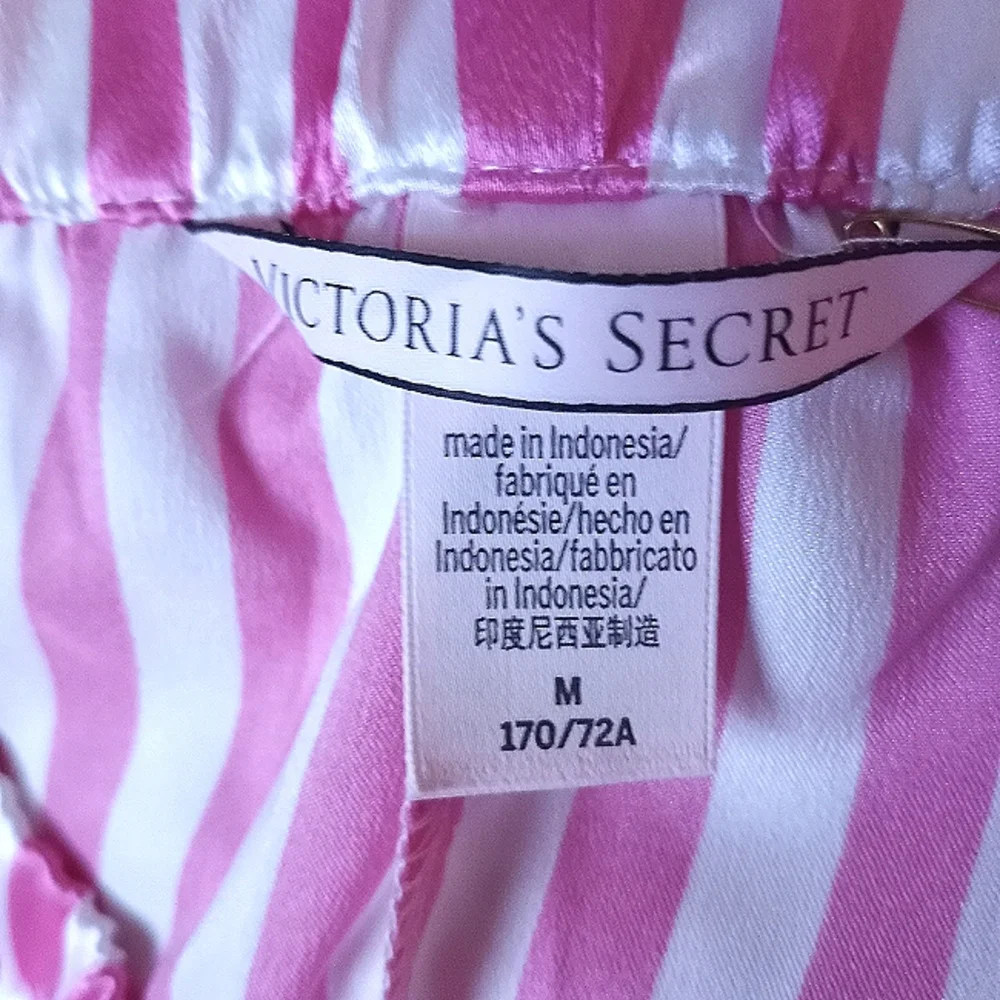 VICTORIA'S SECRET
made in Indonesia/
fabriqué en
Indonésie/hecho en
Indonesia/fabbricato
in Indonesia/
印度尼西亚制造
M
170/72A